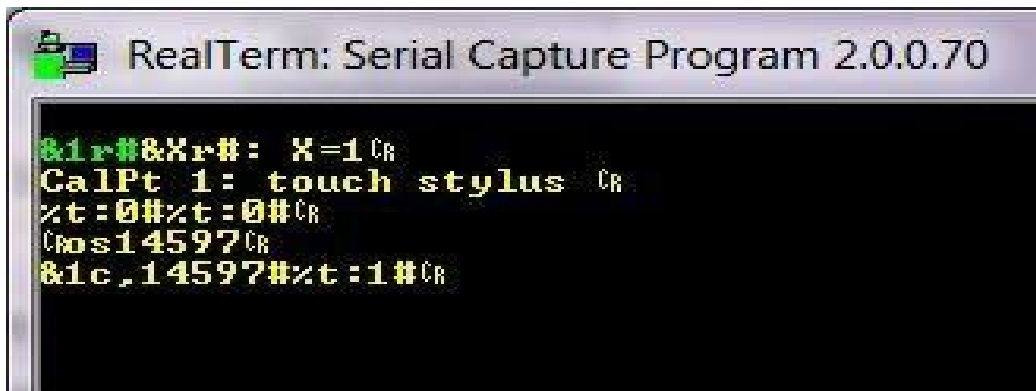 RealTerm: Serial Capture Program 2.0.0.70
&1r#&Xr#: X=1CR
CalPt 1: touch stylus CR
%t:0#%t:0#CR
CRos14597CR
&1c,14597#%t:1#CR